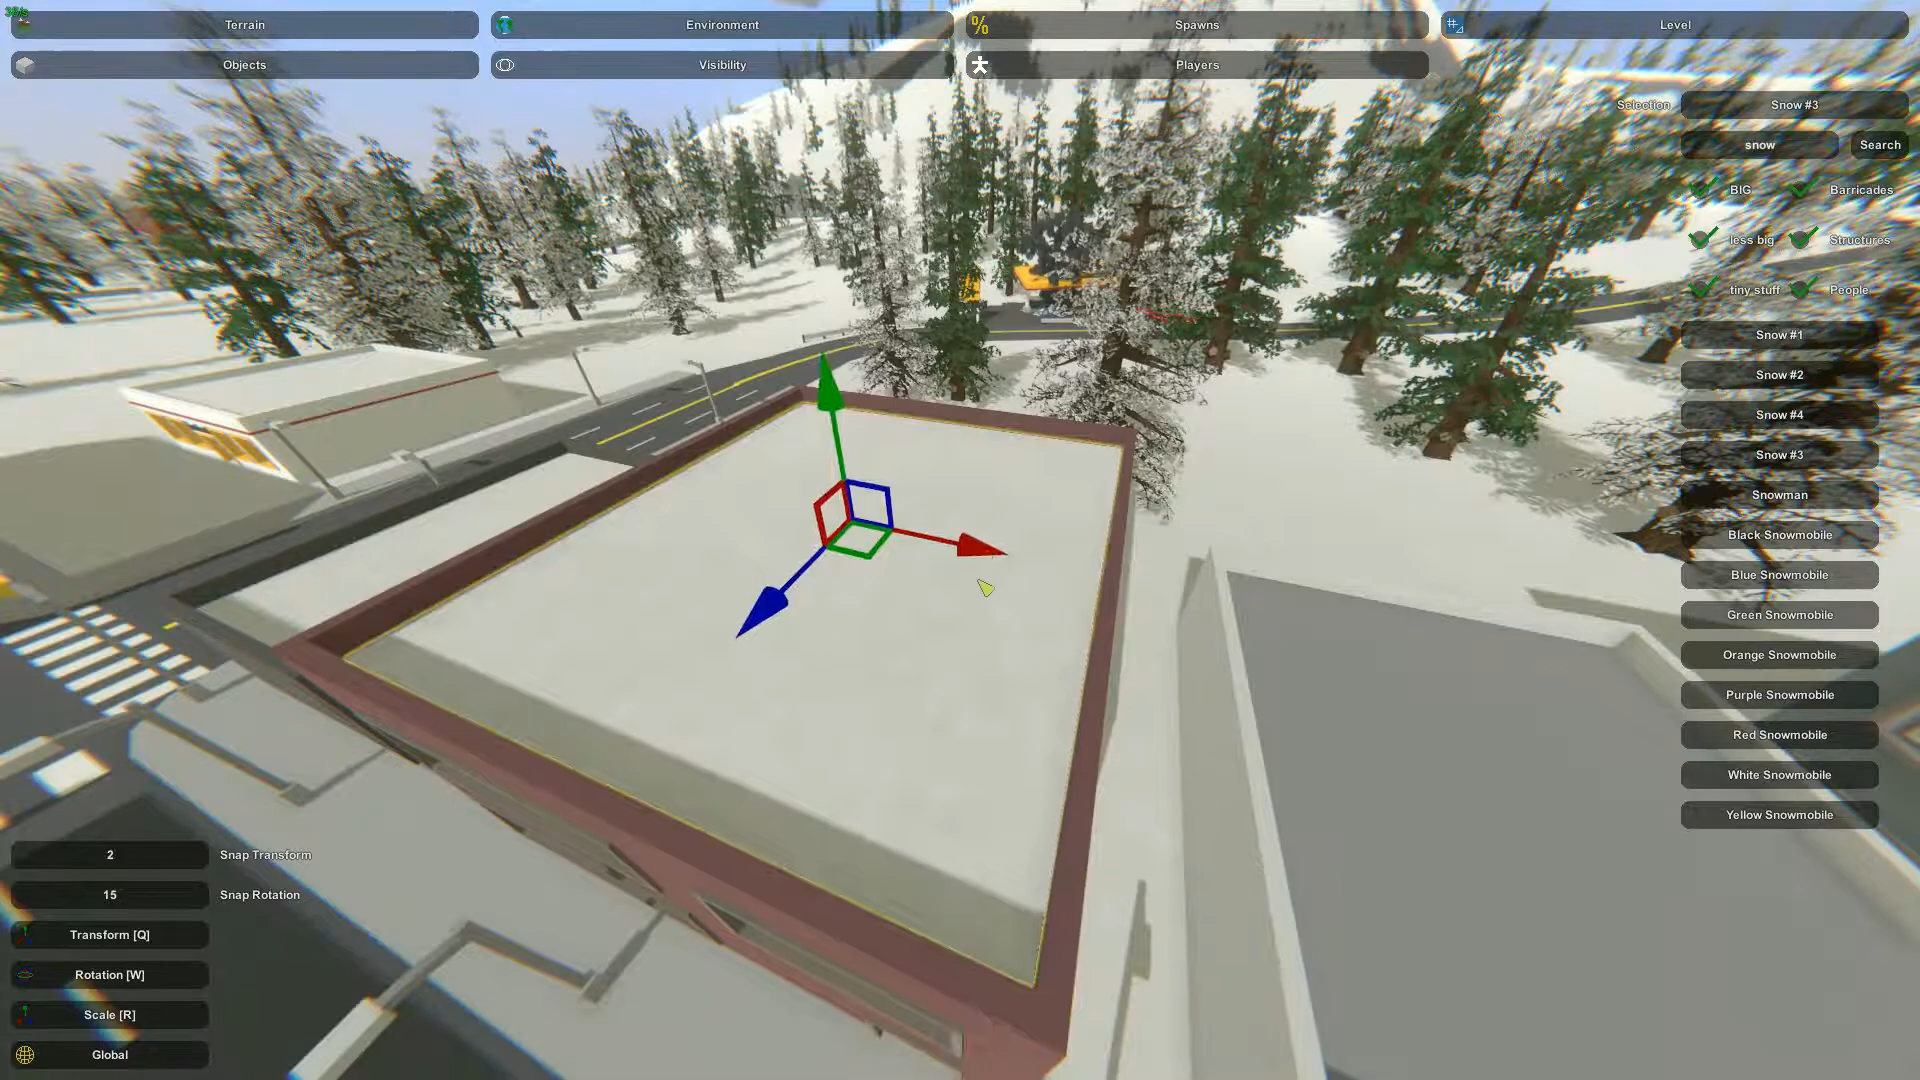 Terrain
Environment
Spawns
Level
Objects
Visibility
Players
Selection
Snow #3
snow
Search
BIG
Barricades
less big
Structures
tiny stuff
People
Snow #1
Snow #2
Snow #4
Snow #3
Snowman
Black Snowmobile
Blue Snowmobile
Green Snowmobile
Orange Snowmobile
Purple Snowmobile
Red Snowmobile
White Snowmobile
Yellow Snowmobile
2 Snap Transform
15 Snap Rotation
Transform [Q]
Rotation [W]
Scale [R]
Global